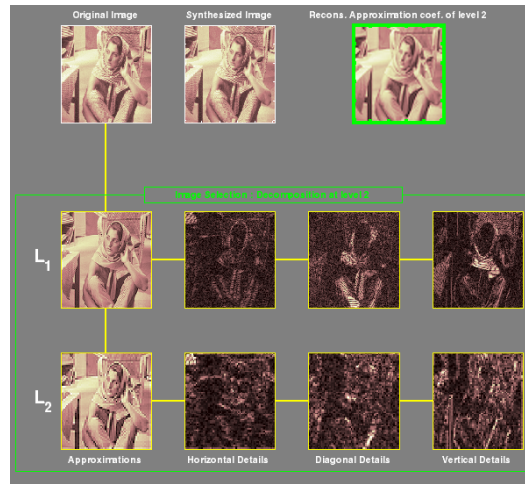 Original Image
Synthesized Image
Recons. Approximation coef. of level 2
Image Selection : Decomposition at level 2
L1
L2
Approximations
Horizontal Details
Diagonal Details
Vertical Details